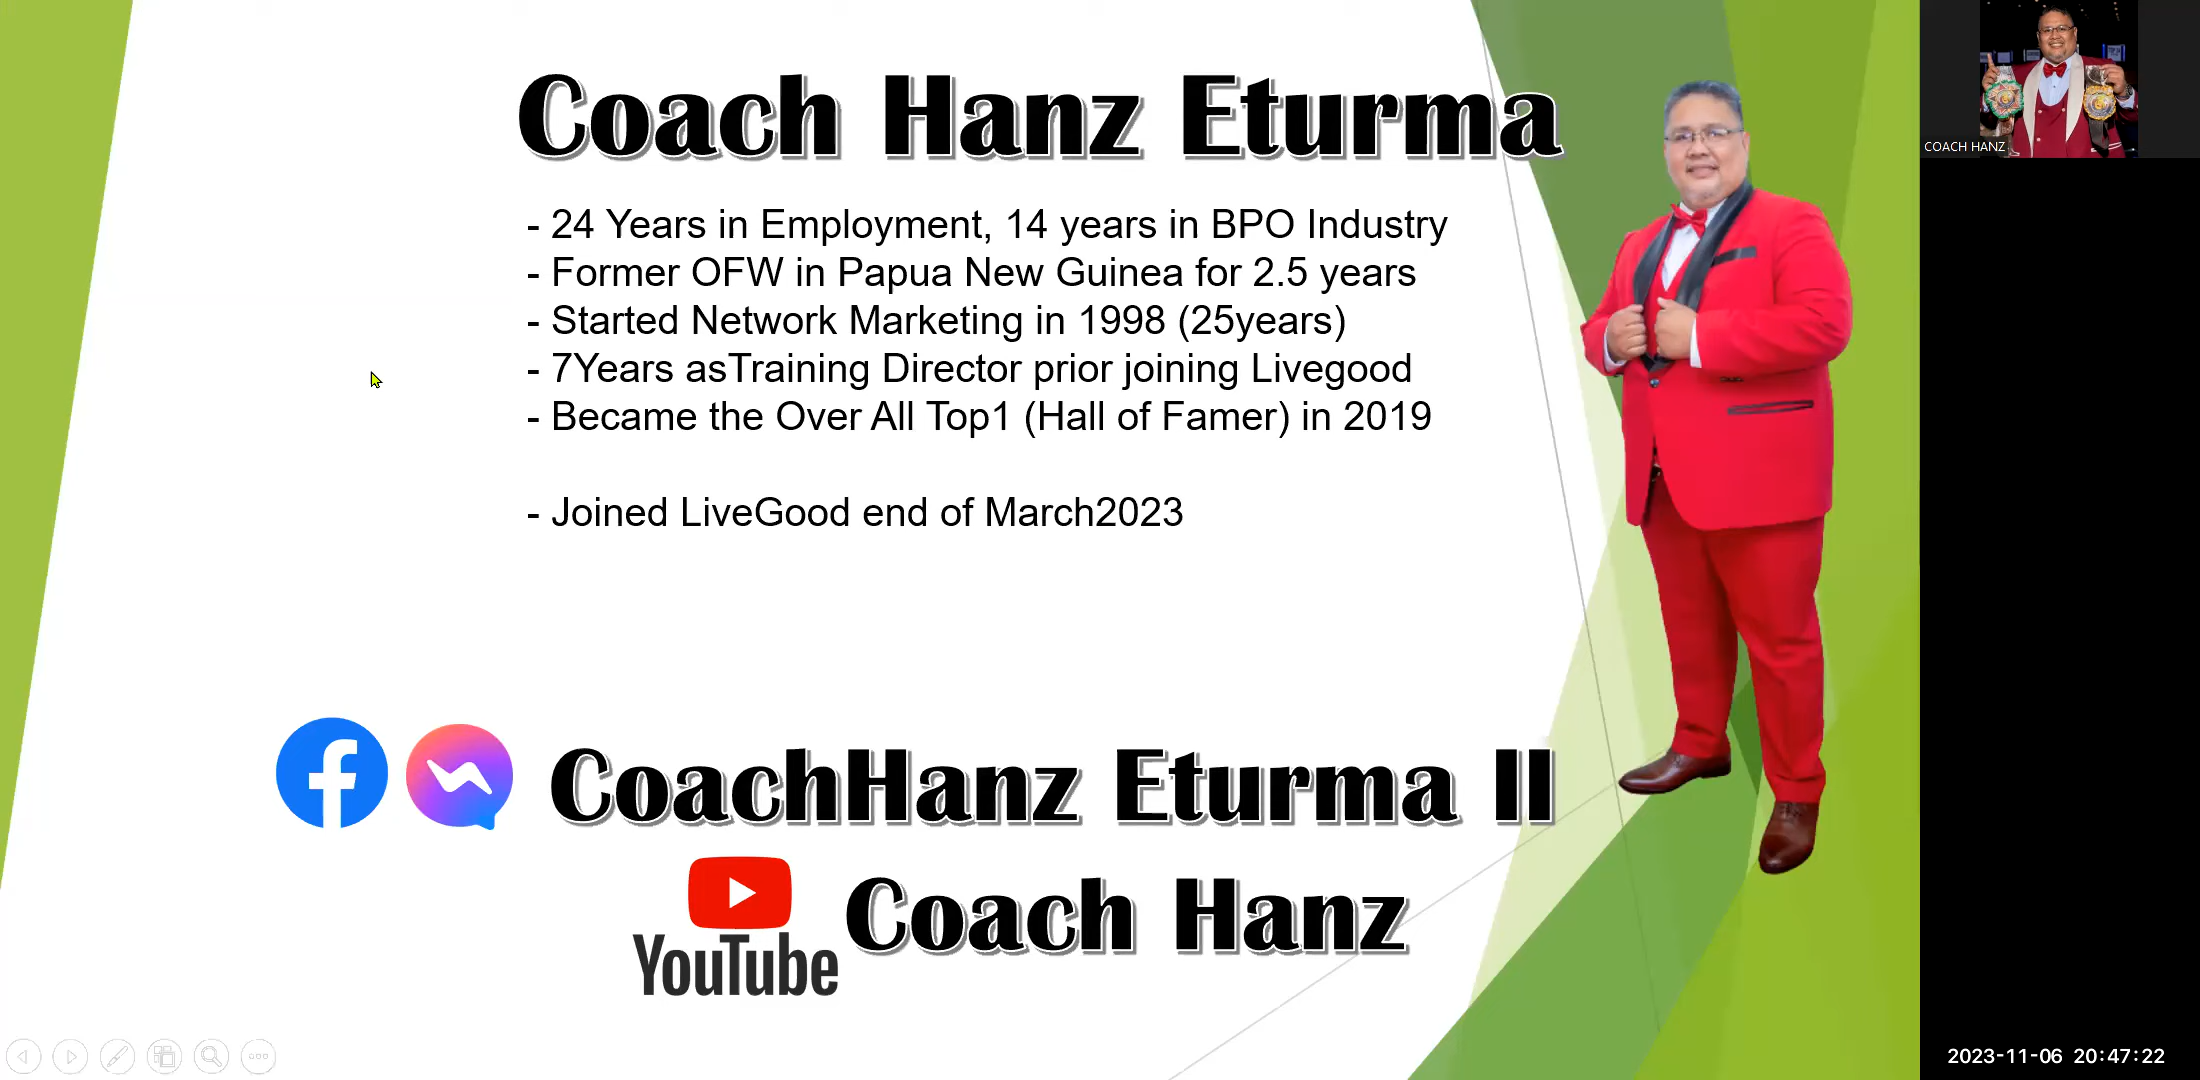 Coach Hanz Eturma
- 24 Years in Employment, 14 years in BPO Industry
- Former OFW in Papua New Guinea for 2.5 years
- Started Network Marketing in 1998 (25years)
- 7Years asTraining Director prior joining Livegood
- Became the Over All Top1 (Hall of Famer) in 2019
- Joined LiveGood end of March2023
CoachHanz Eturma II
YouTube
Coach Hanz
COACH HANZ
2023-11-06 20:47:22